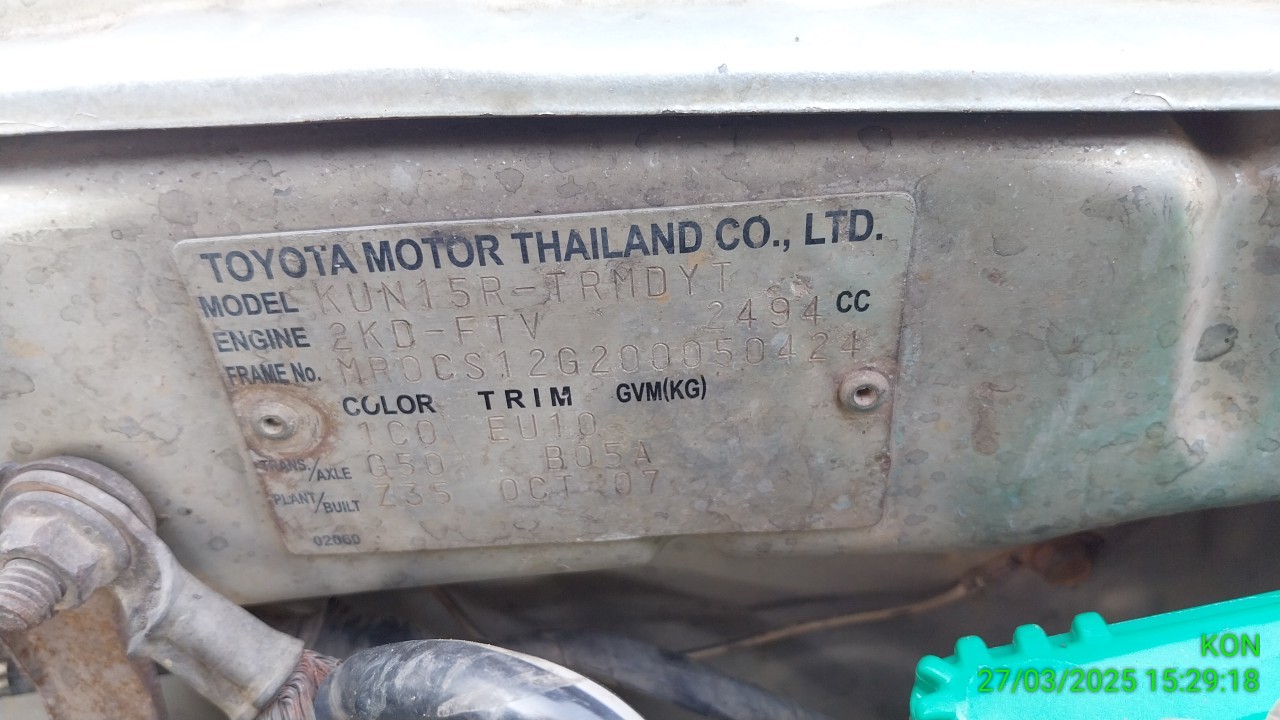 TOYOTA MOTOR THAILAND CO., LTD.
MODEL KUN15R-TRMDYT
ENGINE 2KD-FTV 2494 CC
FRAME No. MR0CS12G200050424
COLOR TRIM GVM(KG)
1C0 EU10
TRANS./AXLE G50 B05A
PLANT/BUILT Z35 OCT 07
02060
KON
27/03/2025 15:29:18